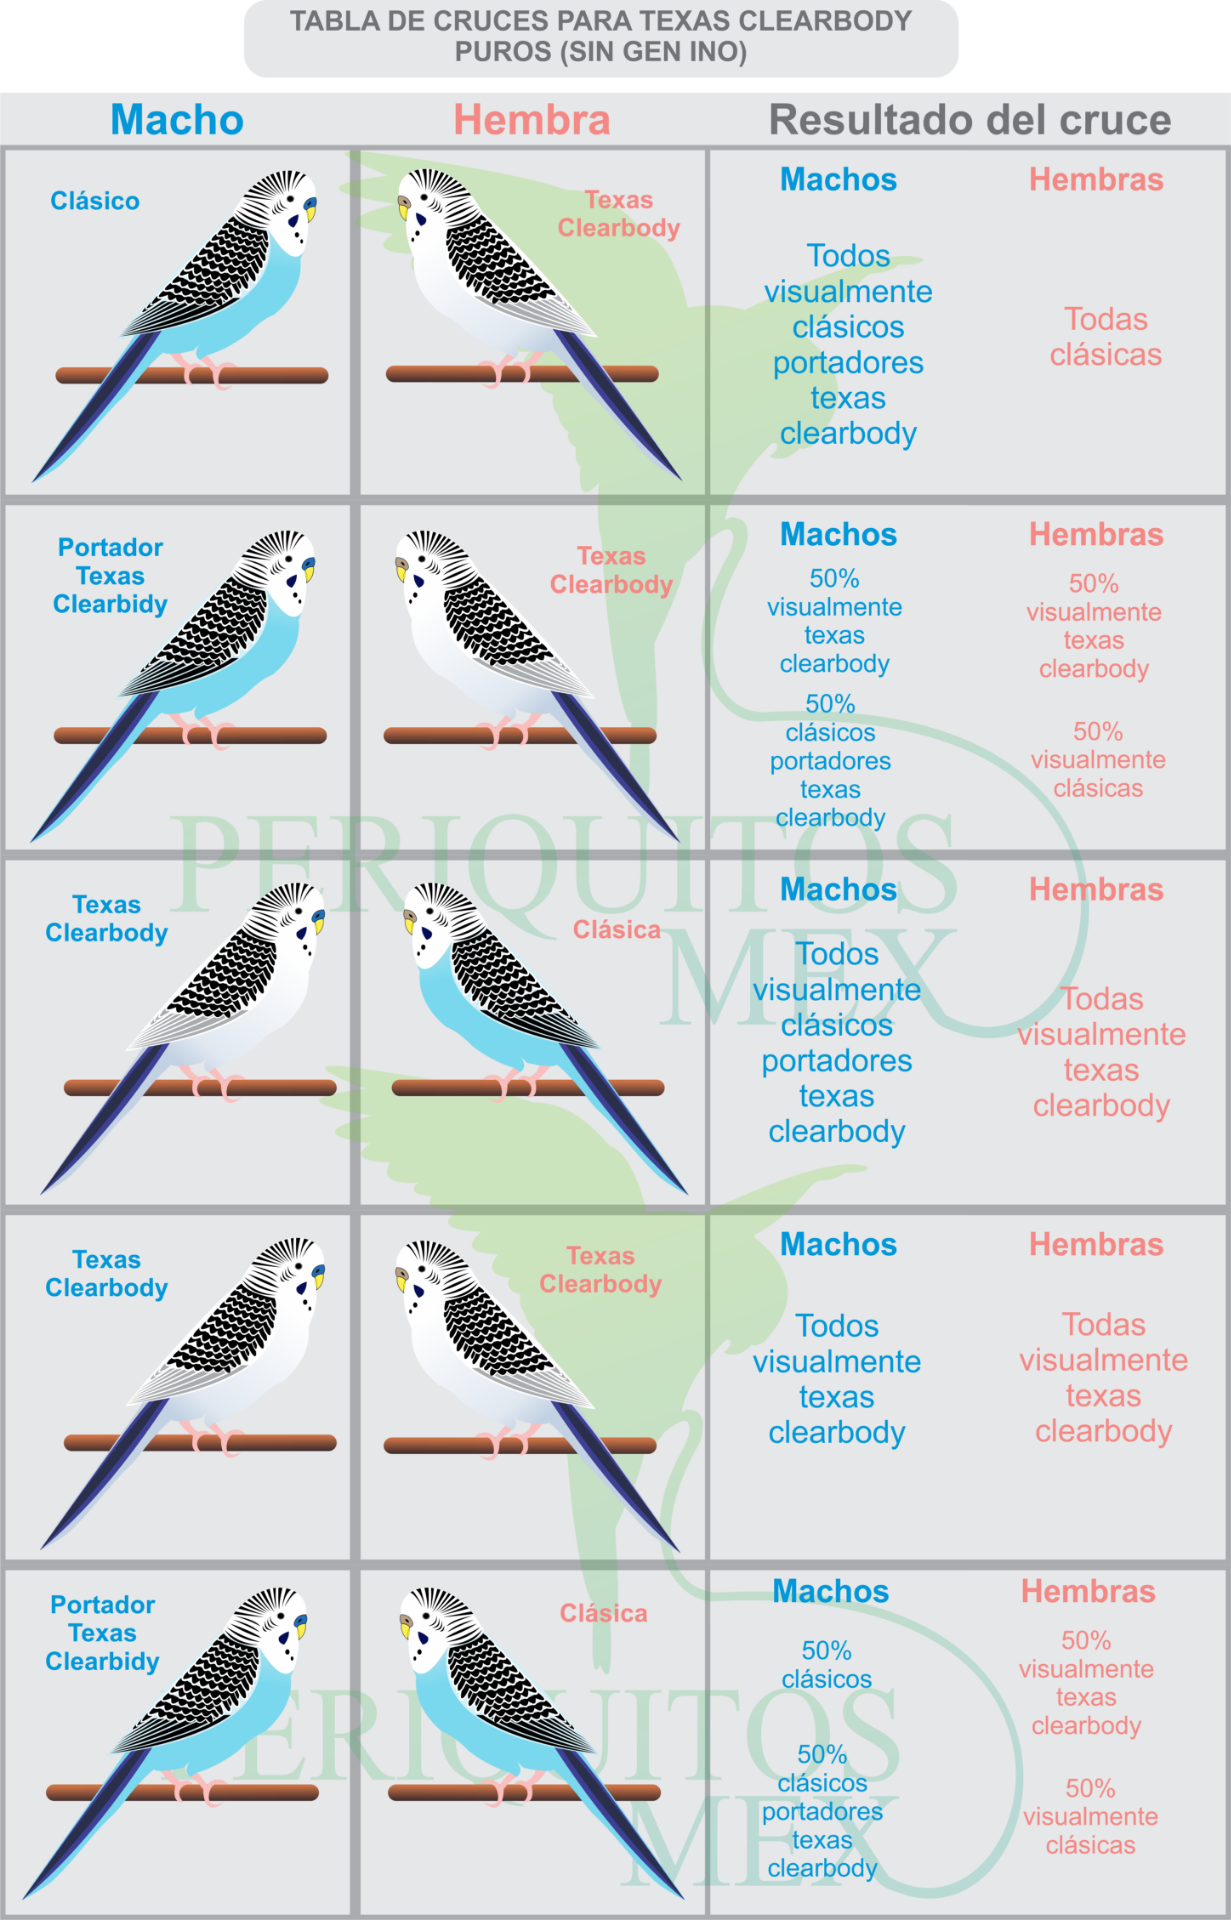 TABLA DE CRUCES PARA TEXAS CLEARBODY
PUROS (SIN GEN INO)
Macho
Hembra
Resultado del cruce
Clásico
Texas
Clearbody
Machos
Todos
visualmente
clásicos
portadores
texas
clearbody
Hembras
Todas
clásicas
Portador
Texas
Clearbidy
Texas
Clearbody
Machos
50%
visualmente
texas
clearbody
50%
clásicos
portadores
texas
clearbody
Hembras
50%
visualmente
texas
clearbody
50%
visualmente
clásicas
PERIQUITOS
MEX
Texas
Clearbody
Clásica
Machos
Todos
visualmente
clásicos
portadores
texas
clearbody
Hembras
Todas
visualmente
texas
clearbody
Texas
Clearbody
Texas
Clearbody
Machos
Todos
visualmente
texas
clearbody
Hembras
Todas
visualmente
texas
clearbody
Portador
Texas
Clearbidy
Clásica
Machos
50%
clásicos
50%
clásicos
portadores
texas
clearbody
Hembras
50%
visualmente
texas
clearbody
50%
visualmente
clásicas
PERIQUITOS
MEX